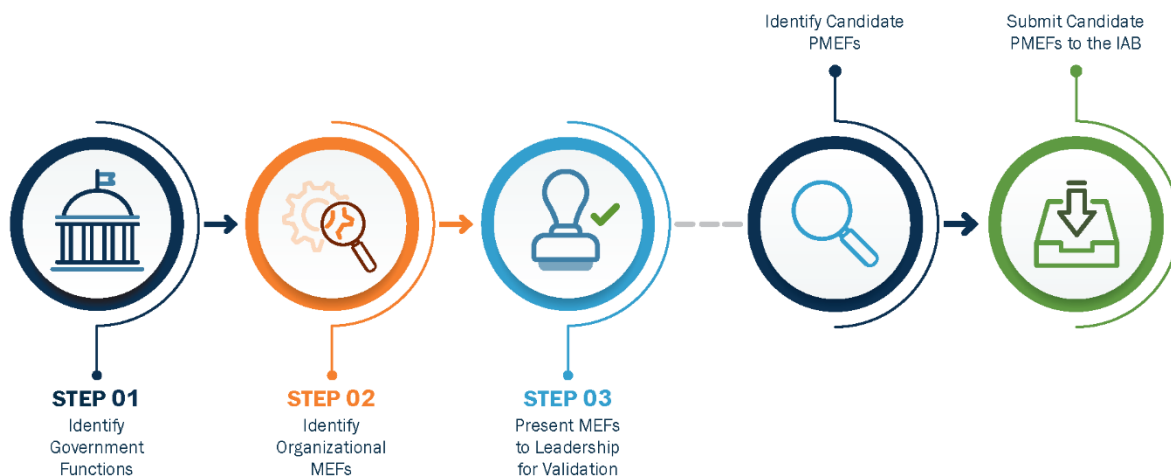 Identify Candidate
PMEFs
Submit Candidate
PMEFs to the IAB
STEP 01
Identify
Government
Functions
STEP 02
Identify
Organizational
MEFs
STEP 03
Present MEFs
to Leadership
for Validation